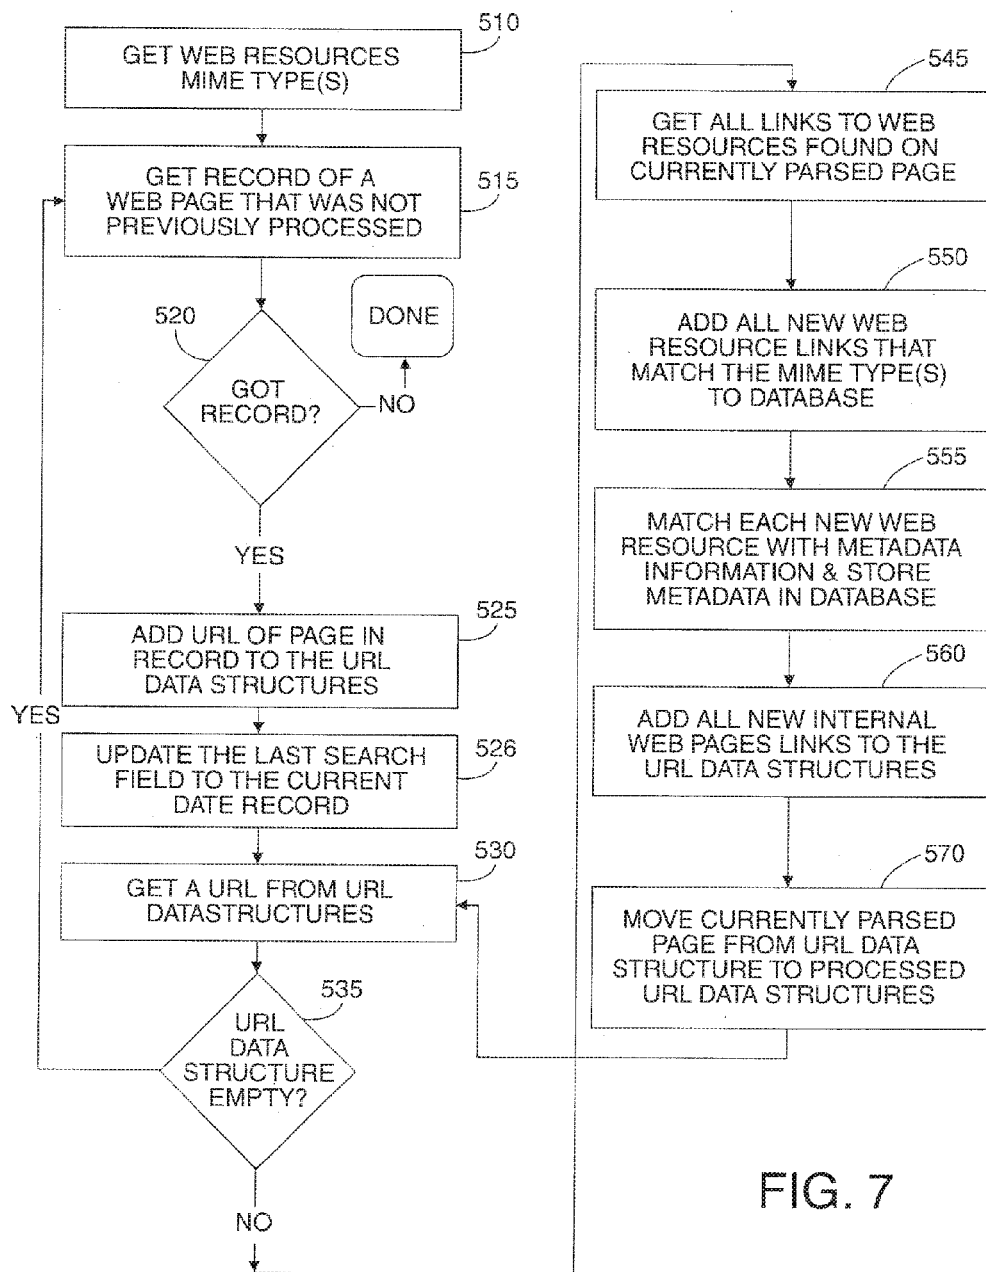 510
GET WEB RESOURCES
MIME TYPE(S)
GET RECORD OF A
WEB PAGE THAT WAS NOT
PREVIOUSLY PROCESSED
515
520
GOT
RECORD?
DONE
NO
YES
ADD URL OF PAGE IN
RECORD TO THE URL
DATA STRUCTURES
525
UPDATE THE LAST SEARCH
FIELD TO THE CURRENT
DATE RECORD
526
YES
GET A URL FROM URL
DATASTRUCTURES
530
535
URL
DATA
STRUCTURE
EMPTY?
NO
545
GET ALL LINKS TO WEB
RESOURCES FOUND ON
CURRENTLY PARSED PAGE
550
ADD ALL NEW WEB
RESOURCE LINKS THAT
MATCH THE MIME TYPE(S)
TO DATABASE
555
MATCH EACH NEW WEB
RESOURCE WITH METADATA
INFORMATION & STORE
METADATA IN DATABASE
560
ADD ALL NEW INTERNAL
WEB PAGES LINKS TO THE
URL DATA STRUCTURES
570
MOVE CURRENTLY PARSED
PAGE FROM URL DATA
STRUCTURE TO PROCESSED
URL DATA STRUCTURES
FIG. 7